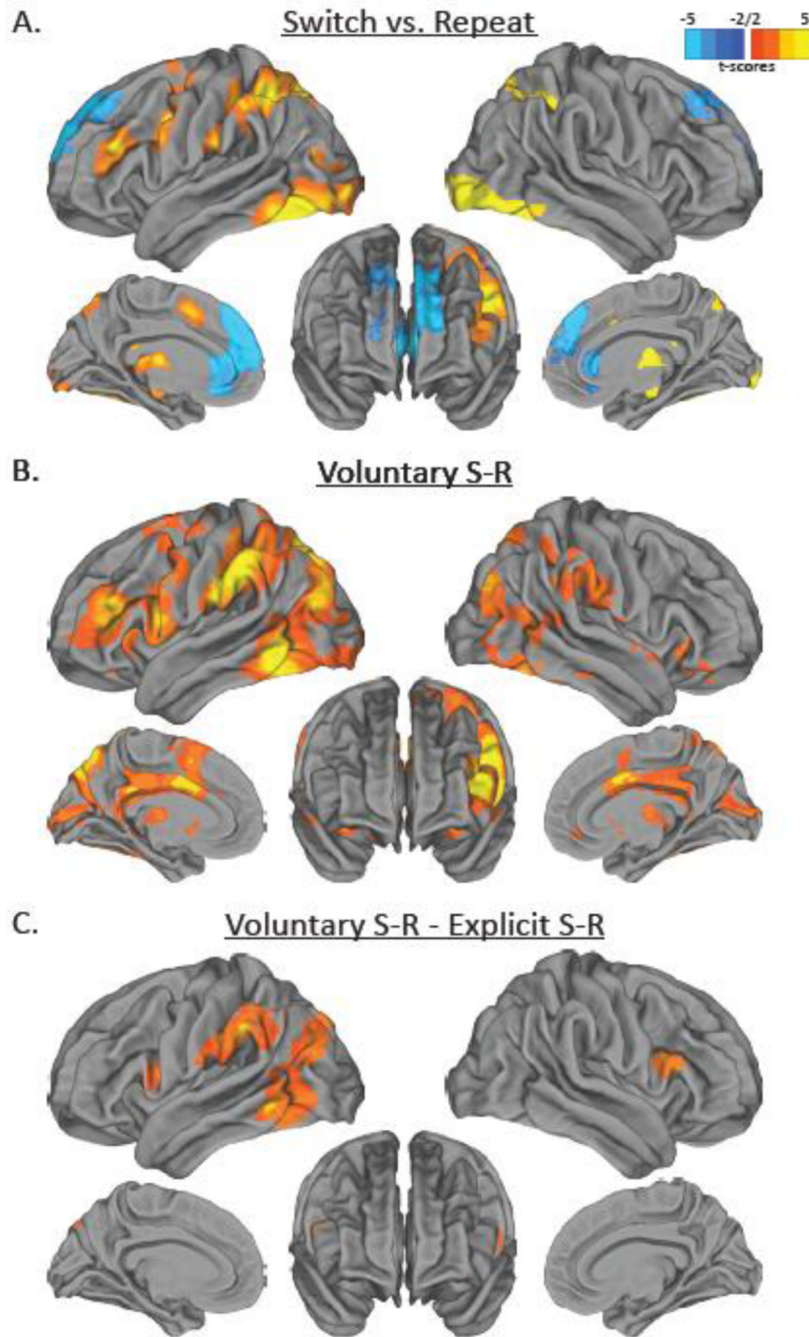 A.
Switch vs. Repeat
-5 -2/2 5
t-scores
B.
Voluntary S-R
C.
Voluntary S-R - Explicit S-R